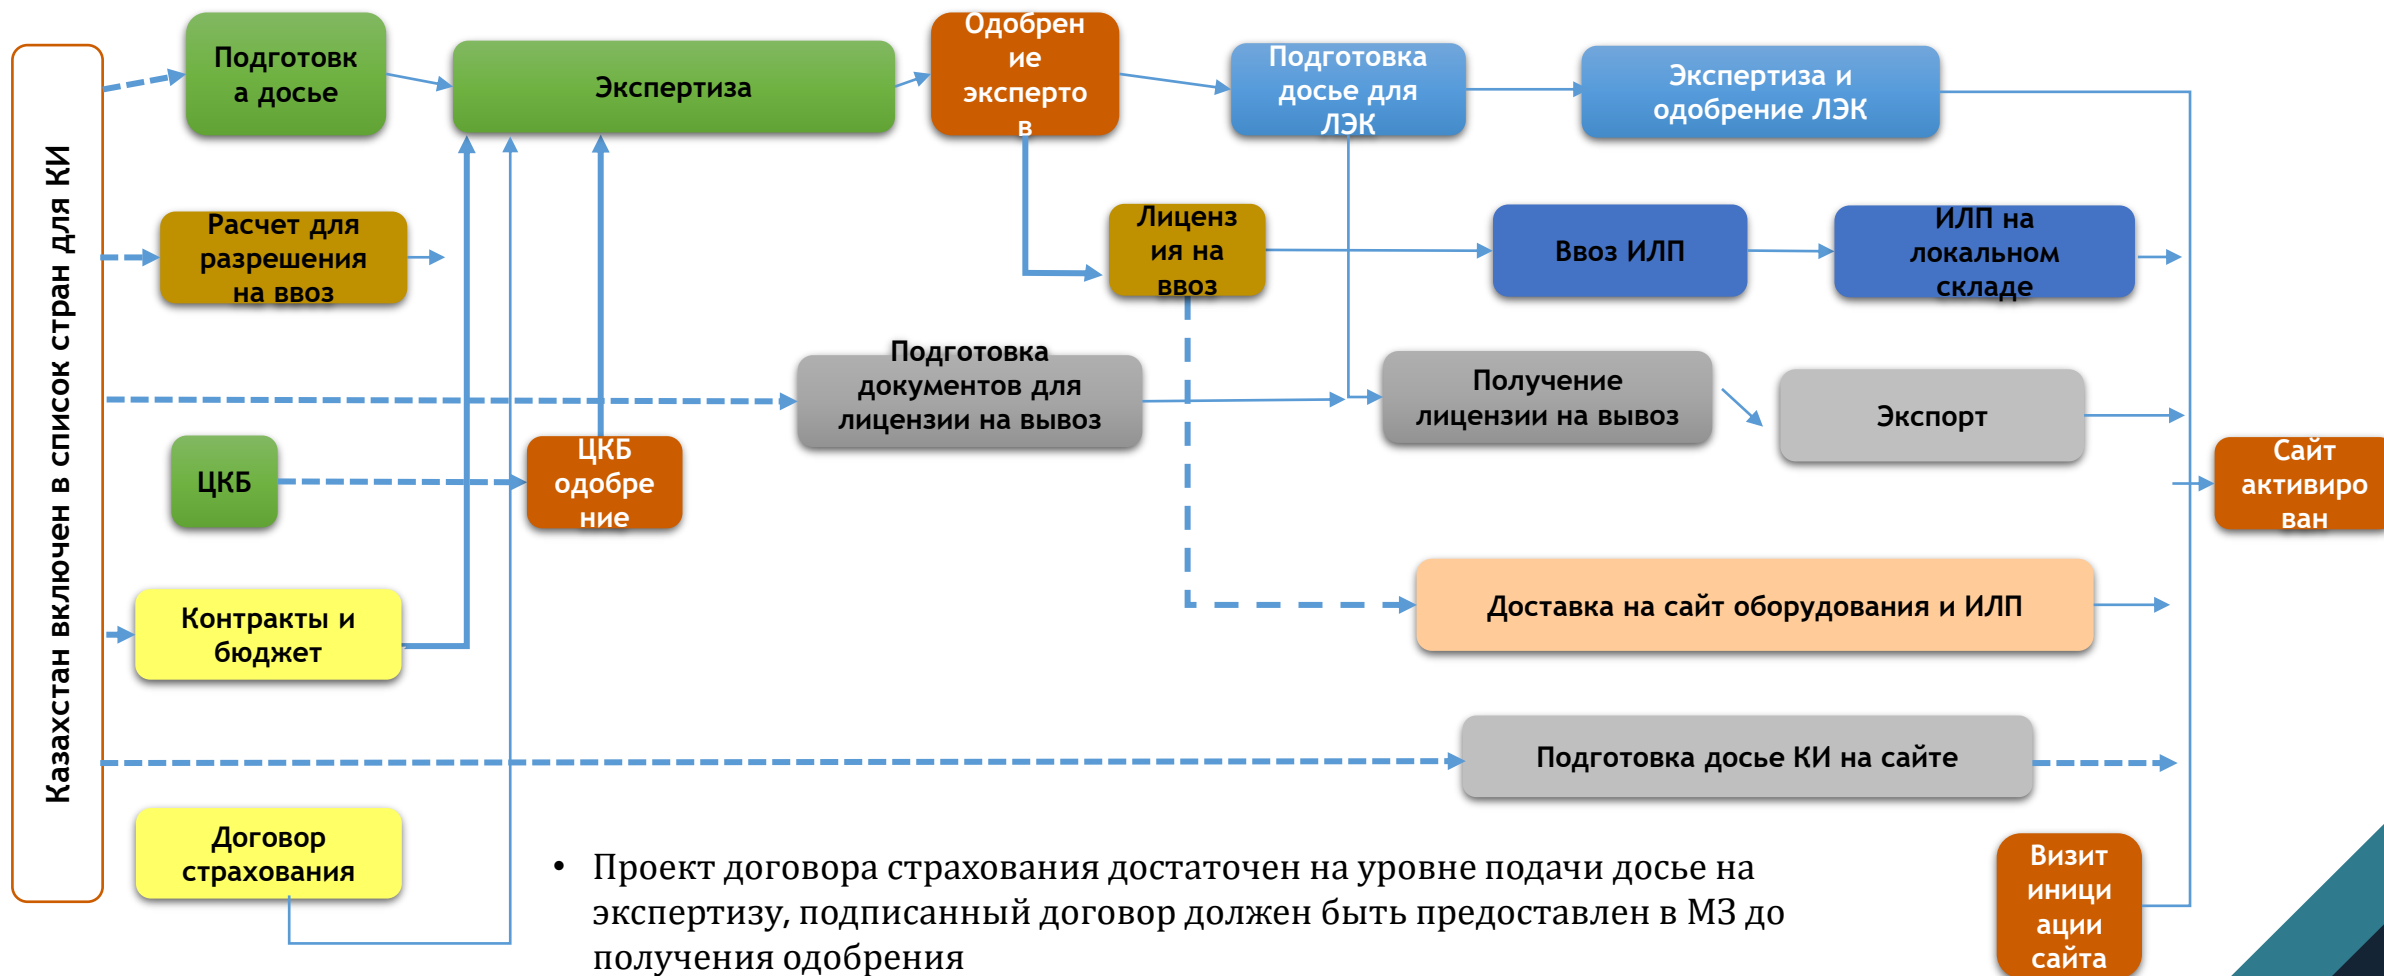 Казахстан включен в список стран для КИ
Подготовк
а досье
Экспертиза
Одобрен
ие
эксперто
в
Подготовка
досье для
ЛЭК
Экспертиза и
одобрение ЛЭК
Расчет для
разрешения
на ввоз
Лиценз
ия на
ввоз
Ввоз ИЛП
ИЛП на
локальном
складе
Подготовка
документов для
лицензии на вывоз
Получение
лицензии на вывоз
Экспорт
ЦКБ
ЦКБ
одобре
ние
Сайт
активиро
ван
Контракты и
бюджет
Доставка на сайт оборудования и ИЛП
Подготовка досье КИ на сайте
Договор
страхования
• Проект договора страхования достаточен на уровне подачи досье на
экспертизу, подписанный договор должен быть предоставлен в МЗ до
получения одобрения
Визит
иници
ации
сайта